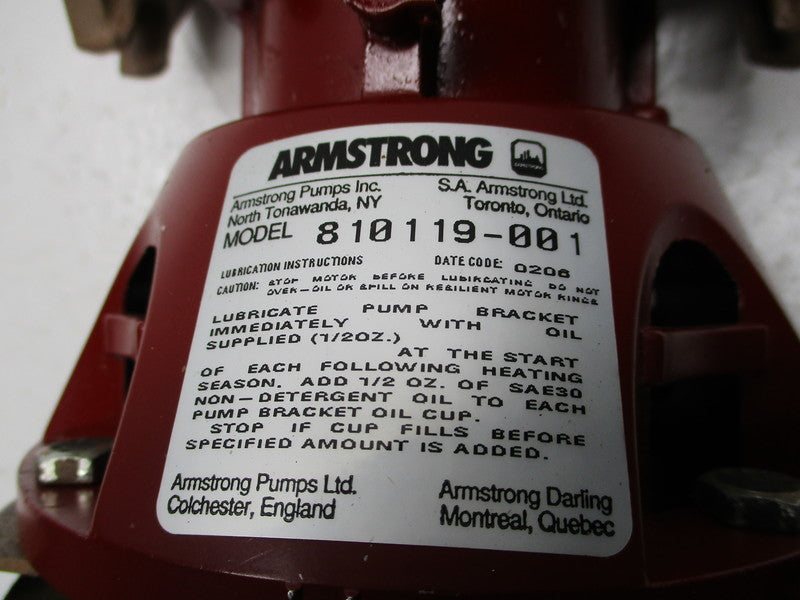 ARMSTRONG
ARMSTRONG
Armstrong Pumps Inc. S.A. Armstrong Ltd.
North Tonawanda, NY Toronto, Ontario
MODEL 810119-001
LUBRICATION INSTRUCTIONS DATE CODE: 0206
CAUTION: STOP MOTOR BEFORE LUBRICATING DO NOT
OVER-OIL OR SPILL ON RESILIENT MOTOR RINGS
LUBRICATE PUMP BRACKET
IMMEDIATELY WITH OIL
SUPPLIED (1/2OZ.)
AT THE START
OF EACH FOLLOWING HEATING
SEASON. ADD 1/2 OZ. OF SAE30
NON-DETERGENT OIL TO EACH
PUMP BRACKET OIL CUP.
STOP IF CUP FILLS BEFORE
SPECIFIED AMOUNT IS ADDED.
Armstrong Pumps Ltd. Armstrong Darling
Colchester, England Montreal, Quebec